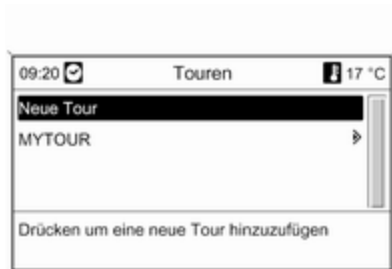 09:20 Touren 17 °C
Neue Tour
MYTOUR
Drücken um eine neue Tour hinzuzufügen